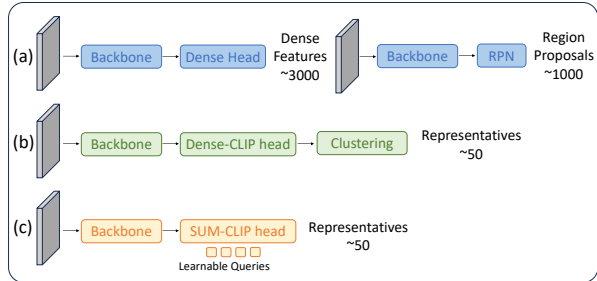 (a)
Backbone
Dense Head
Dense
Features
~3000
Backbone
RPN
Region
Proposals
~1000
(b)
Backbone
Dense-CLIP head
Clustering
Representatives
~50
(c)
Backbone
SUM-CLIP head
Learnable Queries
Representatives
~50